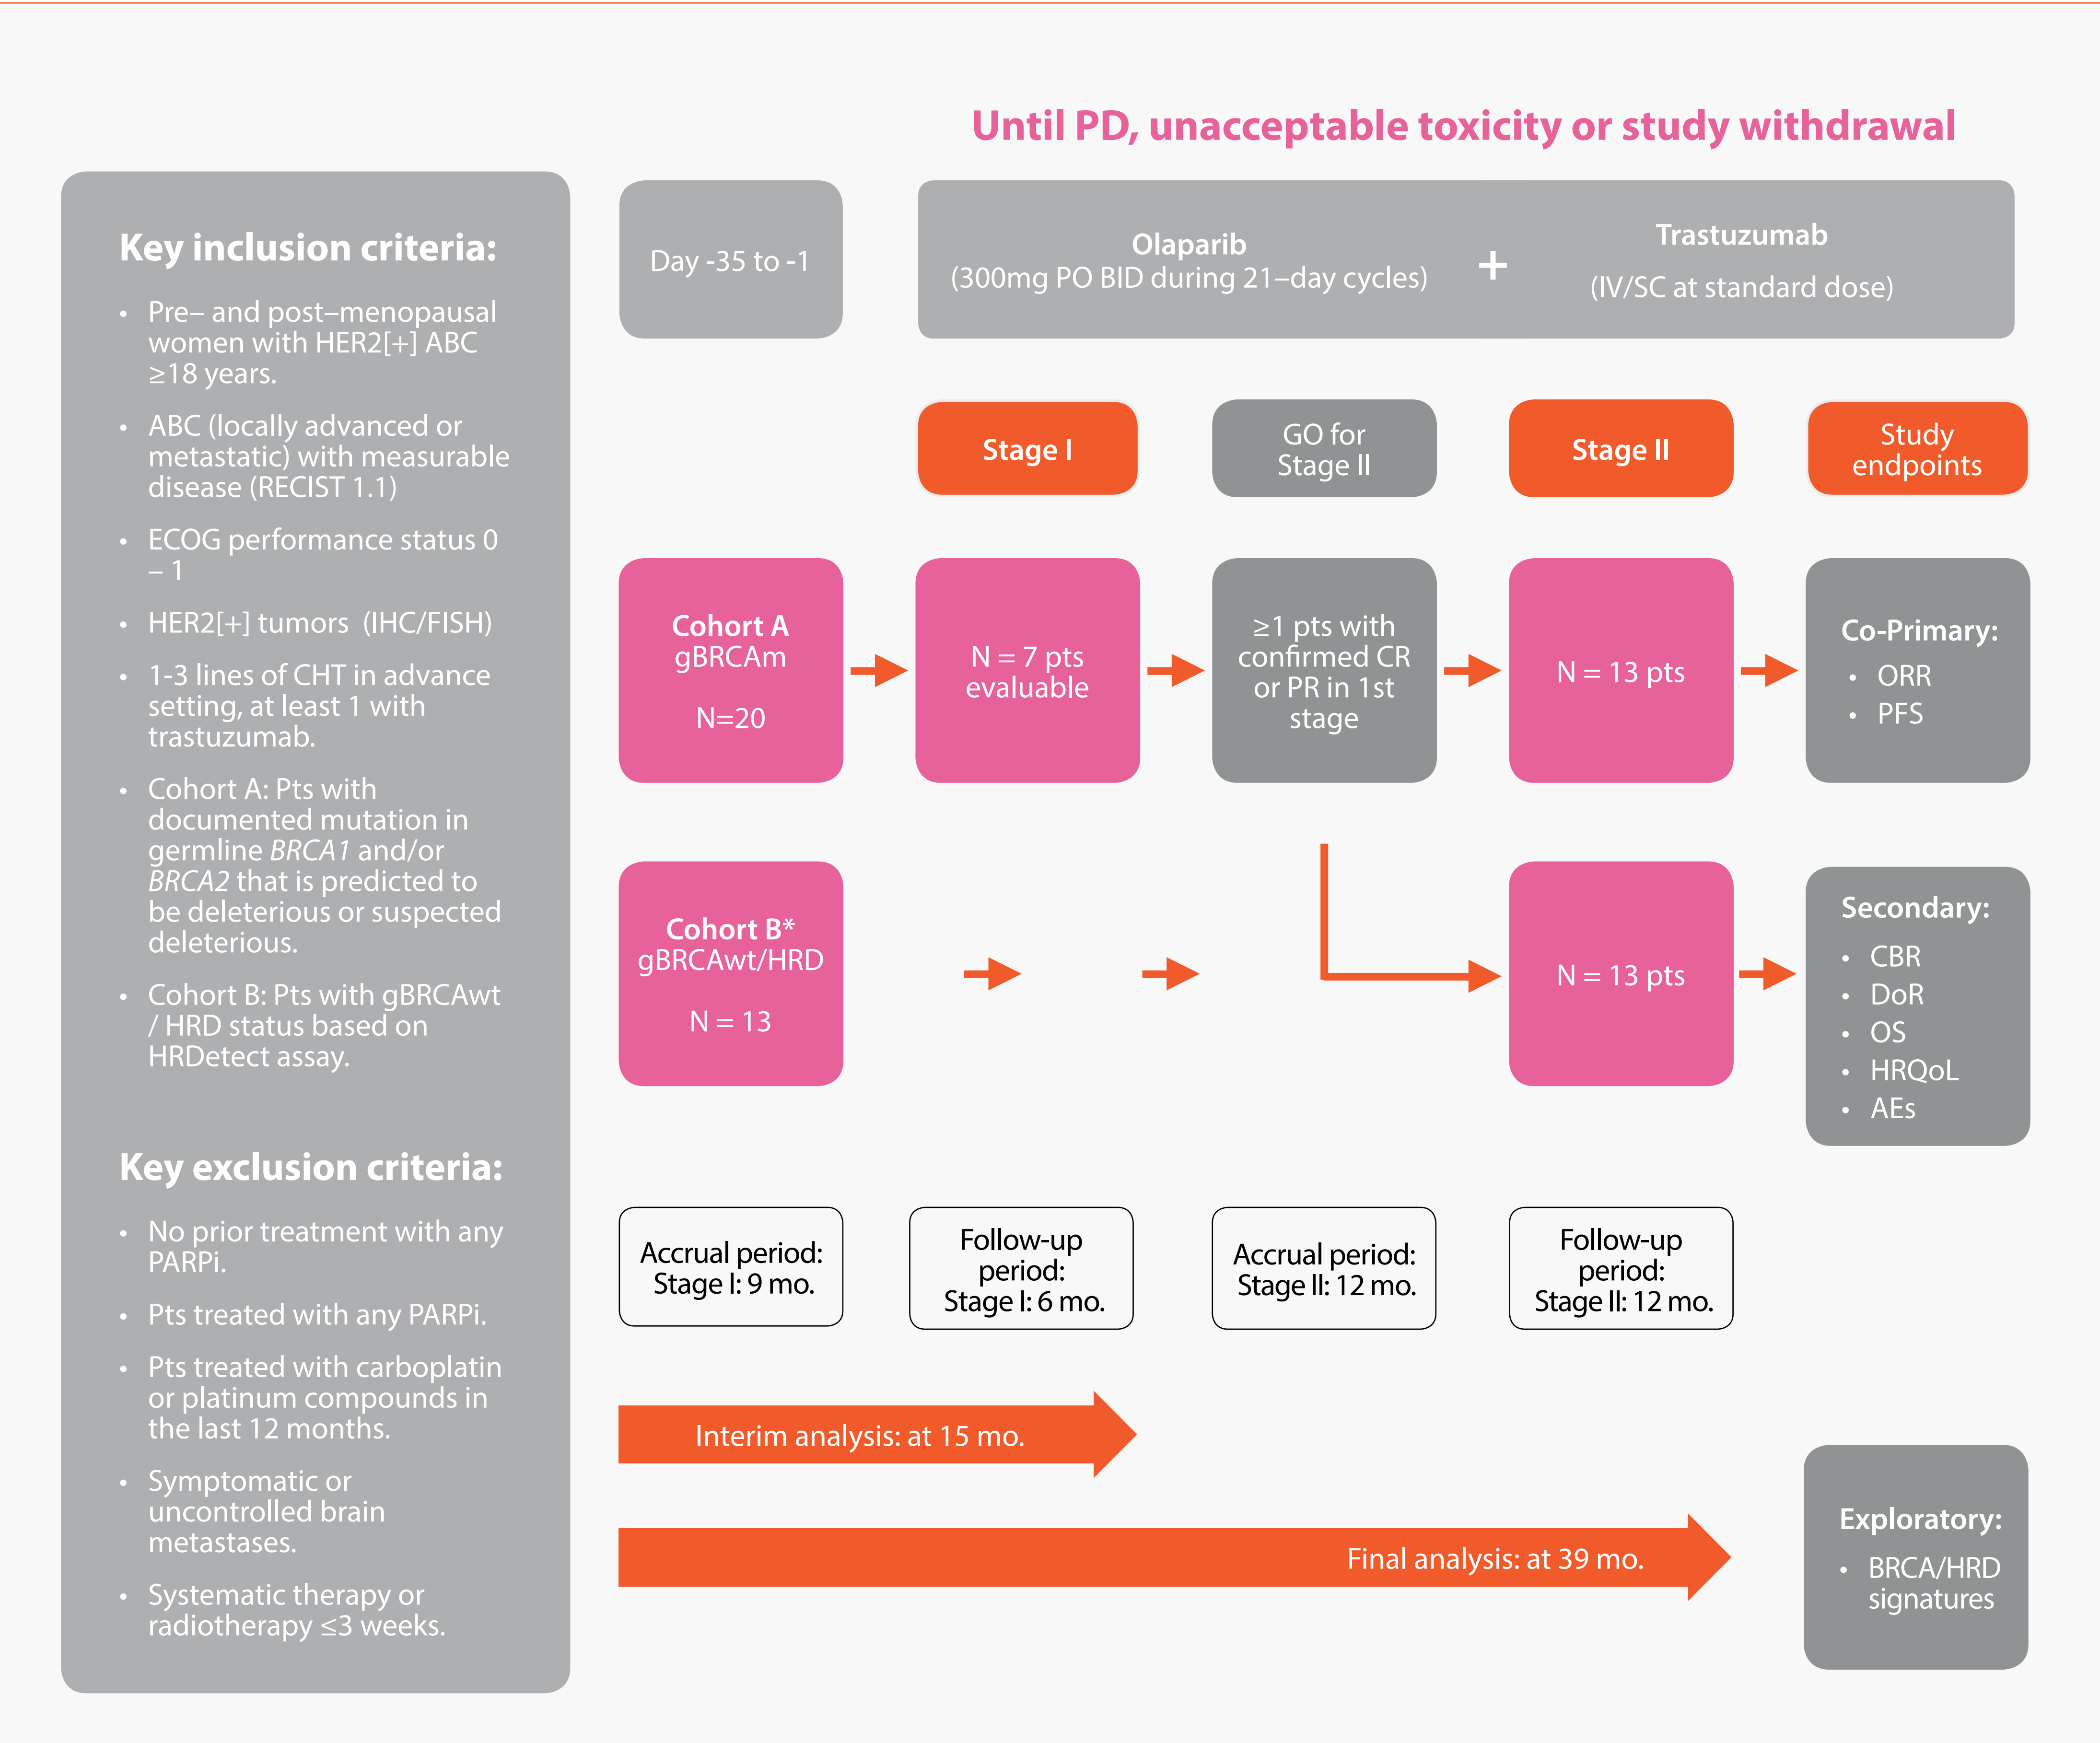 Until PD, unacceptable toxicity or study withdrawal
Key inclusion criteria:
• Pre– and post–menopausal
women with HER2[+] ABC
≥18 years.
• ABC (locally advanced or
metastatic) with measurable
disease (RECIST 1.1)
• ECOG performance status 0
– 1
• HER2[+] tumors (IHC/FISH)
• 1-3 lines of CHT in advance
setting, at least 1 with
trastuzumab.
• Cohort A: Pts with
documented mutation in
germline BRCA1 and/or
BRCA2 that is predicted to
be deleterious or suspected
deleterious.
• Cohort B: Pts with gBRCAwt
/ HRD status based on
HRDetect assay.
Key exclusion criteria:
• No prior treatment with any
PARPi.
• Pts treated with any PARPi.
• Pts treated with carboplatin
or platinum compounds in
the last 12 months.
• Symptomatic or
uncontrolled brain
metastases.
• Systematic therapy or
radiotherapy ≤3 weeks.
Day -35 to -1
Olaparib
(300mg PO BID during 21–day cycles)
+
Trastuzumab
(IV/SC at standard dose)
Stage I
GO for
Stage II
Stage II
Study
endpoints
Cohort A
gBRCAm
N=20
N = 7 pts
evaluable
≥1 pts with
confirmed CR
or PR in 1st
stage
N = 13 pts
Co-Primary:
• ORR
• PFS
Cohort B*
gBRCAwt/HRD
N = 13
N = 13 pts
Secondary:
• CBR
• DoR
• OS
• HRQoL
• AEs
Accrual period:
Stage I: 9 mo.
Follow-up
period:
Stage I: 6 mo.
Accrual period:
Stage II: 12 mo.
Follow-up
period:
Stage II: 12 mo.
Interim analysis: at 15 mo.
Final analysis: at 39 mo.
Exploratory:
• BRCA/HRD
signatures